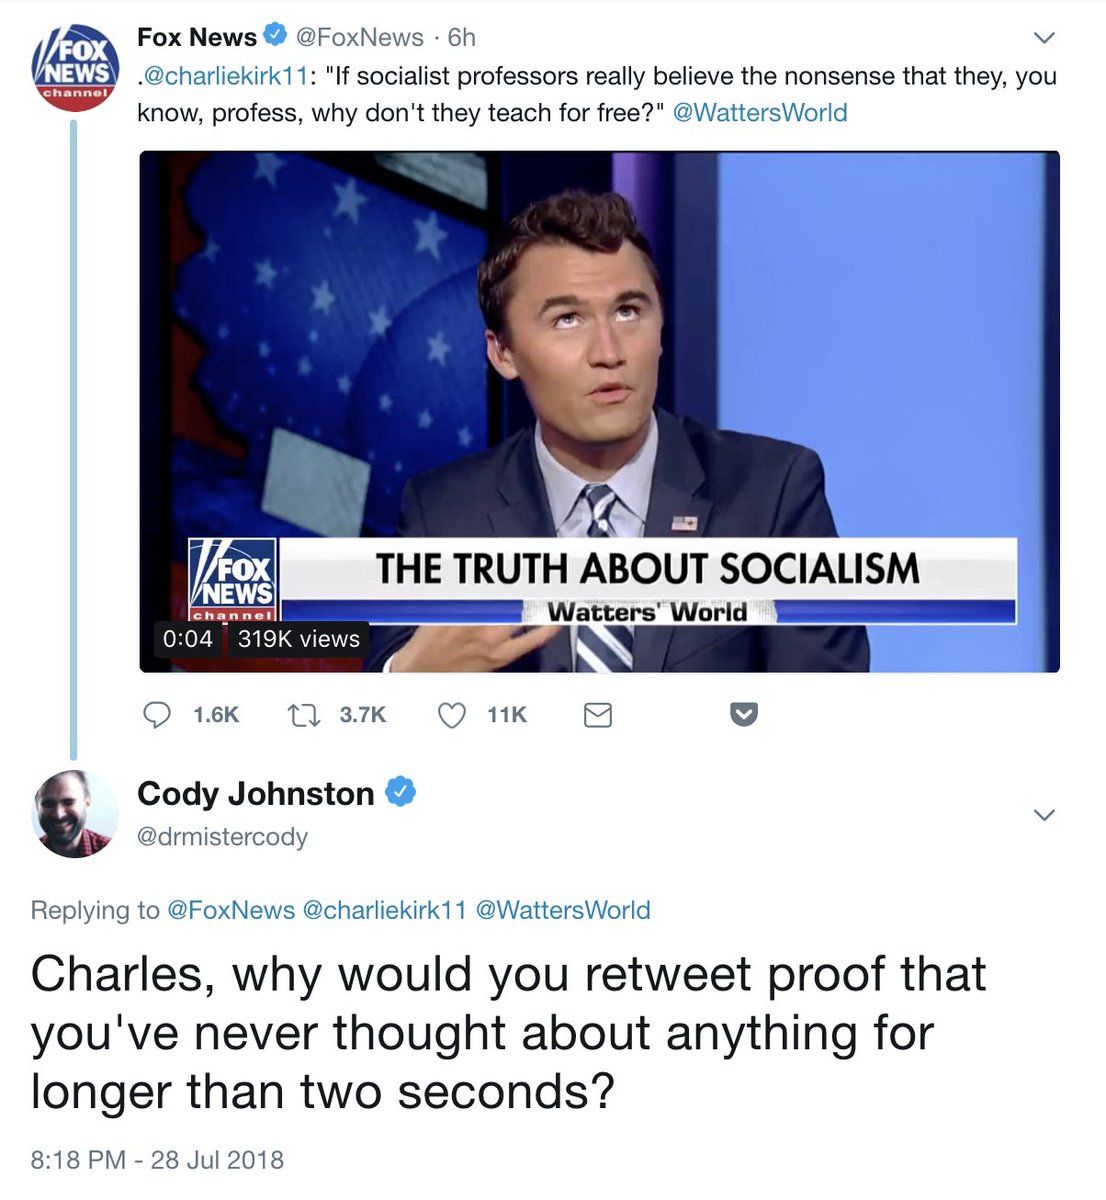 FOX
NEWS
channel
Fox News @FoxNews · 6h
.@charliekirk11: "If socialist professors really believe the nonsense that they, you
know, profess, why don't they teach for free?" @WattersWorld
FOX
NEWS
channel
THE TRUTH ABOUT SOCIALISM
Watters' World
0:04 319K views
1.6K 3.7K 11K
Cody Johnston
@drmistercody
Replying to @FoxNews @charliekirk11 @WattersWorld
Charles, why would you retweet proof that
you've never thought about anything for
longer than two seconds?
8:18 PM - 28 Jul 2018